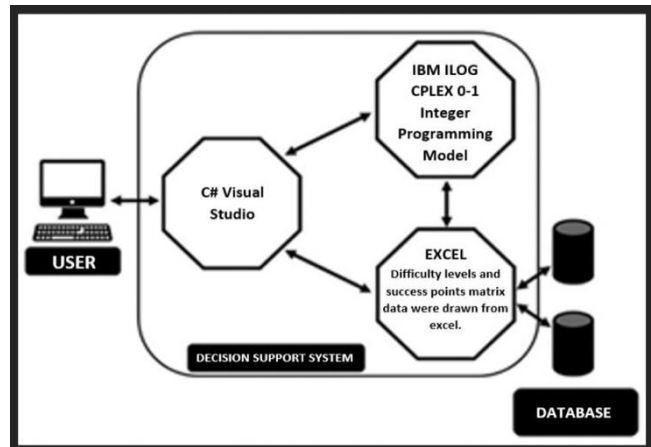 USER
C# Visual
Studio
IBM ILOG
CPLEX 0-1
Integer
Programming
Model
EXCEL
Difficulty levels and
success points matrix
data were drawn from
excel.
DECISION SUPPORT SYSTEM
DATABASE